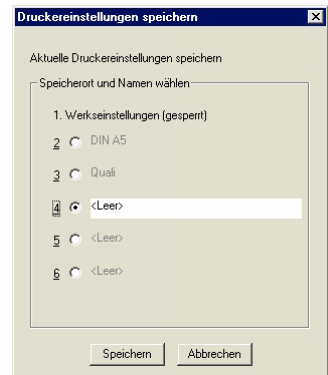 Druckereinstellungen speichern
Aktuelle Druckereinstellungen speichern
Speicherort und Namen wählen
1. Werkseinstellungen (gesperrt)
2 DIN A5
3 Quali
4 <Leer>
5 <Leer>
6 <Leer>
Speichern Abbrechen